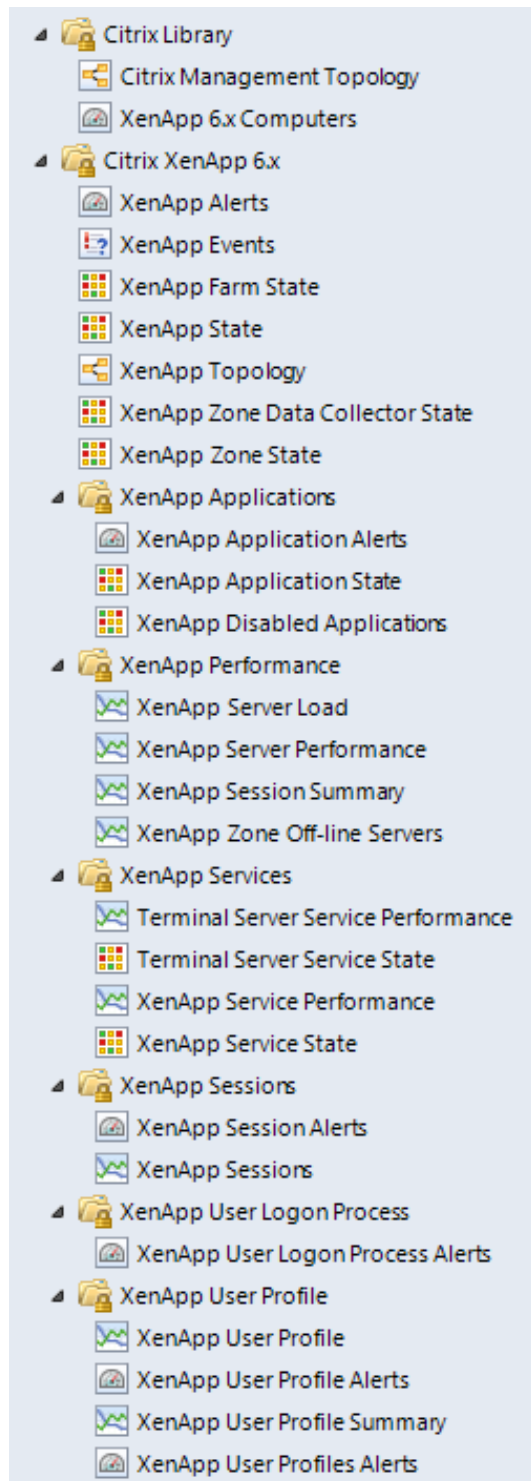 Citrix Library
Citrix Management Topology
XenApp 6.x Computers
Citrix XenApp 6.x
XenApp Alerts
XenApp Events
XenApp Farm State
XenApp State
XenApp Topology
XenApp Zone Data Collector State
XenApp Zone State
XenApp Applications
XenApp Application Alerts
XenApp Application State
XenApp Disabled Applications
XenApp Performance
XenApp Server Load
XenApp Server Performance
XenApp Session Summary
XenApp Zone Off-line Servers
XenApp Services
Terminal Server Service Performance
Terminal Server Service State
XenApp Service Performance
XenApp Service State
XenApp Sessions
XenApp Session Alerts
XenApp Sessions
XenApp User Logon Process
XenApp User Logon Process Alerts
XenApp User Profile
XenApp User Profile
XenApp User Profile Alerts
XenApp User Profile Summary
XenApp User Profiles Alerts